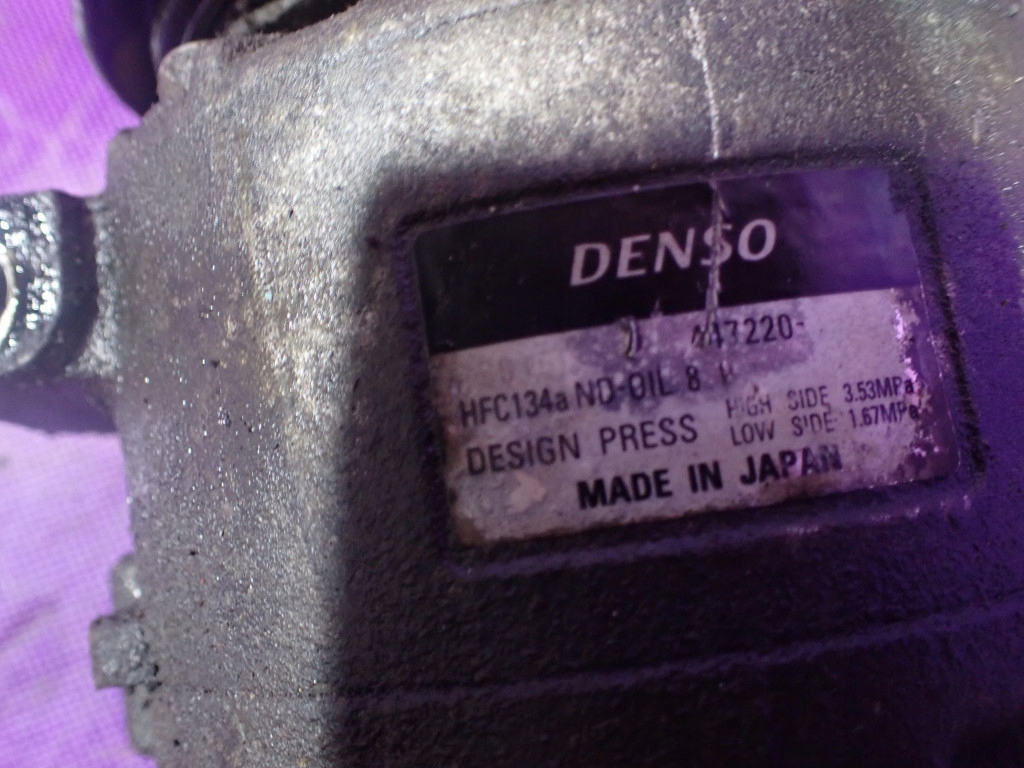 DENSO
447220-
HFC134a ND-OIL 8
DESIGN PRESS HIGH SIDE 3.53MPa
LOW SIDE 1.67MPa
MADE IN JAPAN